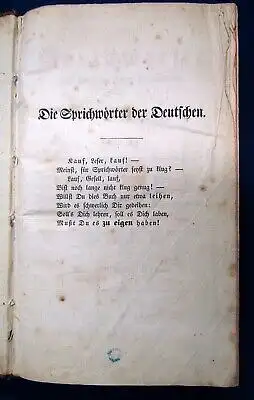 Die Sprichwörter der Deutschen.
Kauf, Leser, kauf! —
Meinst, für Sprichwörter seyst zu klug? —
Lauf, Gesell, lauf,
Bist noch lange nicht klug genug! —
Willst Du dies Buch nur etwa leihen,
Wird es schwerlich Dir gedeihen:
Soll's Dich lehren, soll es Dich laben,
Mußt Du es zu eigen haben!